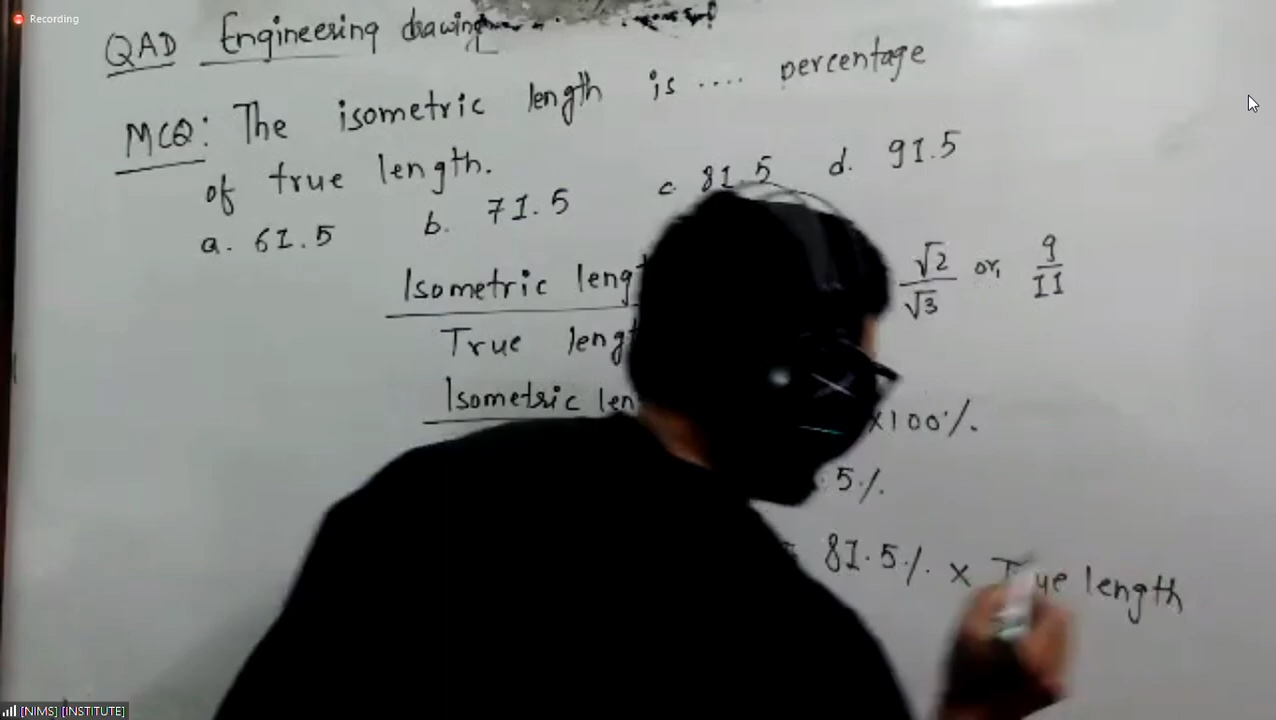 Recording
QAD Engineering drawing
MCQ: The isometric length is .... percentage
of true length.
a. 61.5 b. 71.5 c. 81.5 d. 91.5
Isometric leng √2/√3 or, 9/11
True leng
Isometric len ×100%.
5%.
81.5%. × True length
[NIMS] [INSTITUTE]